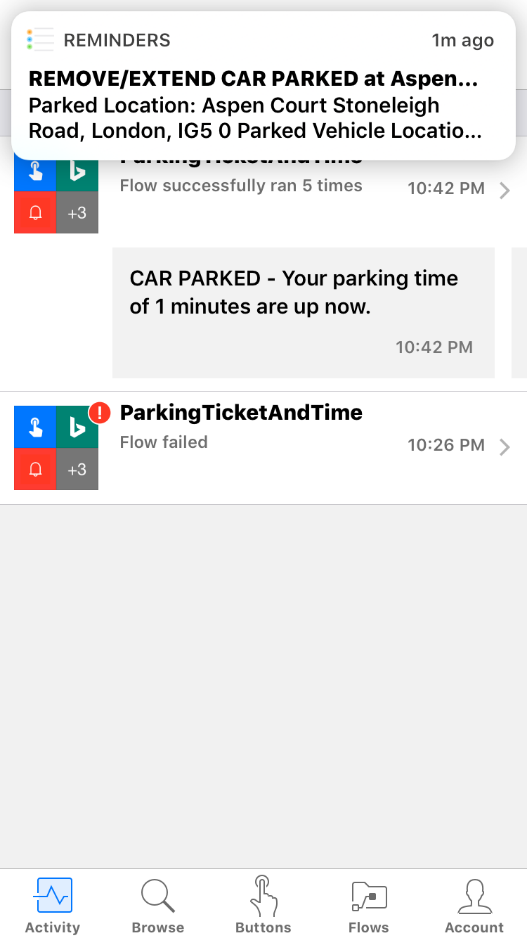 REMINDERS 1m ago
REMOVE/EXTEND CAR PARKED at Aspen...
Parked Location: Aspen Court Stoneleigh
Road, London, IG5 0 Parked Vehicle Locatio...
ParkingTicketAndTime
Flow successfully ran 5 times 10:42 PM
+3
CAR PARKED - Your parking time
of 1 minutes are up now.
10:42 PM
ParkingTicketAndTime
Flow failed 10:26 PM
+3
Activity Browse Buttons Flows Account